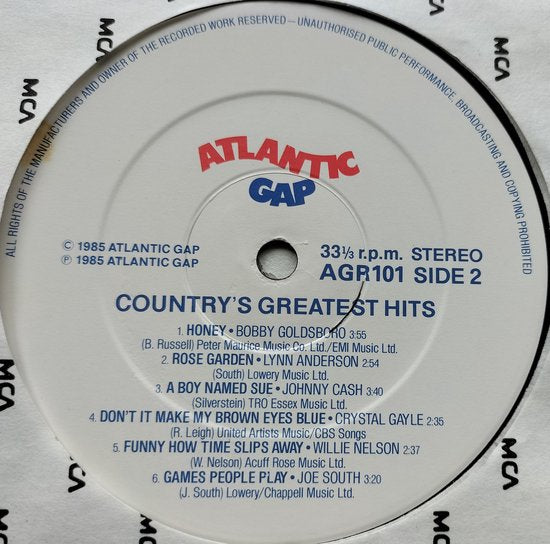 ALL RIGHTS OF THE MANUFACTURERS AND OWNER OF THE RECORDED WORK RESERVED—UNAUTHORISED PUBLIC PERFORMANCE, BROADCASTING AND COPYING PROHIBITED
ATLANTIC
GAP
© 1985 ATLANTIC GAP
℗ 1985 ATLANTIC GAP
33⅓ r.p.m. STEREO
AGR101 SIDE 2
COUNTRY'S GREATEST HITS
1. HONEY • BOBBY GOLDSBORO 3:55
(B. Russell) Peter Maurice Music Co. Ltd./EMI Music Ltd.
2. ROSE GARDEN • LYNN ANDERSON 2:54
(South) Lowery Music Ltd.
3. A BOY NAMED SUE • JOHNNY CASH 3:40
(Silverstein) TRO Essex Music Ltd.
4. DON'T IT MAKE MY BROWN EYES BLUE • CRYSTAL GAYLE 2:35
(R. Leigh) United Artists Music/CBS Songs
5. FUNNY HOW TIME SLIPS AWAY • WILLIE NELSON 2:37
(W. Nelson) Acuff Rose Music Ltd.
6. GAMES PEOPLE PLAY • JOE SOUTH 3:20
(J. South) Lowery/Chappell Music Ltd.
MCA
MCA
MCA
MCA
MCA
MCA
MCA
MCA
MCA